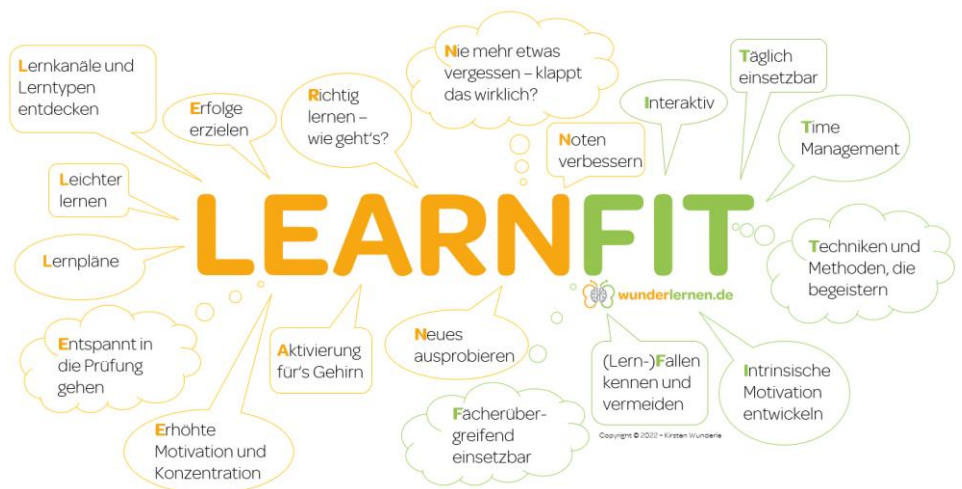 Lernkanäle und
Lerntypen
entdecken
Erfolge
erzielen
Richtig
lernen –
wie geht's?
Nie mehr etwas
vergessen – klappt
das wirklich?
Noten
verbessern
Interaktiv
Täglich
einsetzbar
Time
Management
Leichter
lernen
Lernpläne
LEARNFIT
wunderlernen.de
Techniken und
Methoden, die
begeistern
Entspannt in
die Prüfung
gehen
Erhöhte
Motivation und
Konzentration
Aktivierung
für's Gehirn
Neues
ausprobieren
Fächerüber-
greifend
einsetzbar
(Lern-)Fallen
kennen und
vermeiden
Intrinsische
Motivation
entwickeln
Copyright © 2022 – Kirsten Wunderle